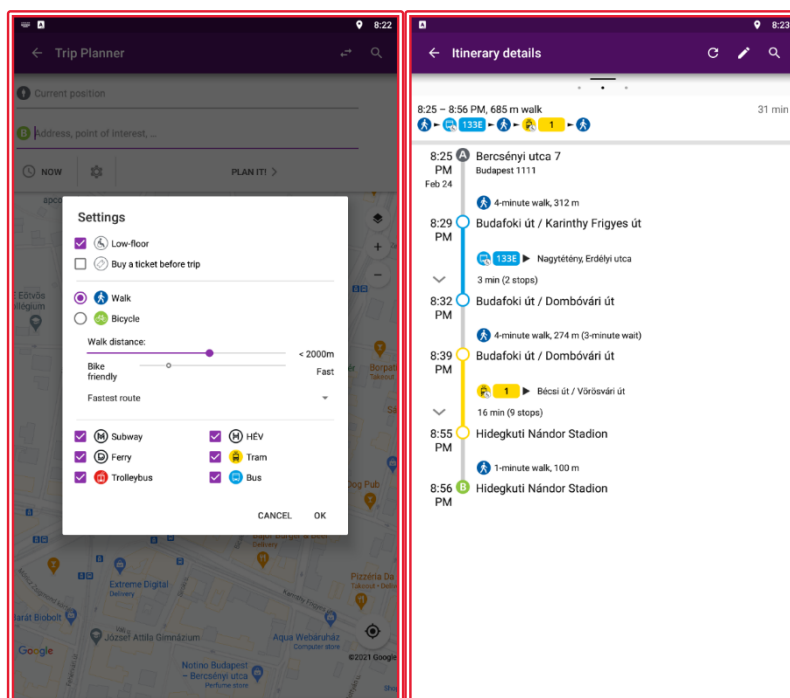 A
8:22
Trip Planner
Current position
B Address, point of interest, ...
NOW
PLAN IT!
Settings
Low-floor
Buy a ticket before trip
Walk
Bicycle
Walk distance:
< 2000m
Bike friendly
Fast
Fastest route
Subway
HÉV
Ferry
Tram
Trolleybus
Bus
CANCEL
OK
Extreme Digital
Delivery
József Attila Gimnázium
Notino Budapest
– Bercsényi utca
Perfume store
Aqua Webáruház
Computer store
Google
©2021 Google
A
8:23
Itinerary details
8:25 – 8:56 PM, 685 m walk
31 min
133E
1
8:25 PM
Feb 24
A
Bercsényi utca 7
Budapest 1111
4-minute walk, 312 m
8:29 PM
Budafoki út / Karinthy Frigyes út
133E Nagytétény, Erdélyi utca
3 min (2 stops)
8:32 PM
Budafoki út / Dombóvári út
4-minute walk, 274 m (3-minute wait)
8:39 PM
Budafoki út / Dombóvári út
1 Bécsi út / Vörösvári út
16 min (9 stops)
8:55 PM
Hidegkuti Nándor Stadion
1-minute walk, 100 m
8:56 PM
B
Hidegkuti Nándor Stadion